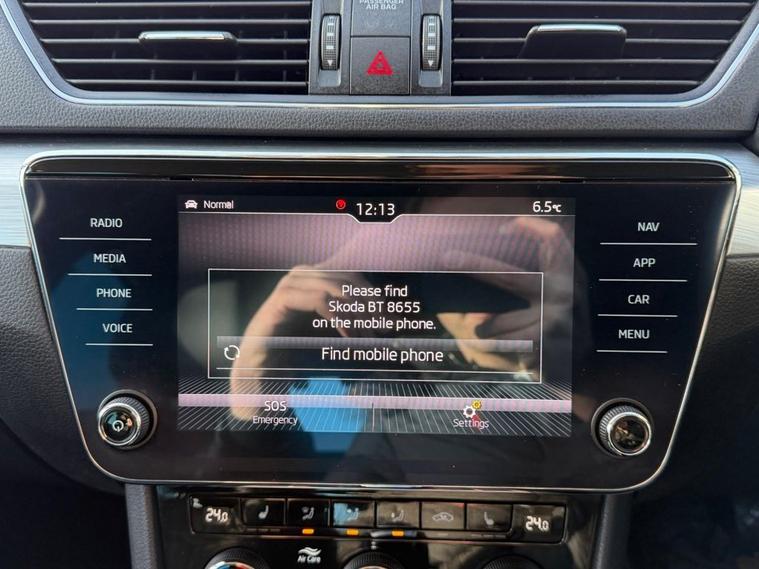 PASSENGER
AIR BAG
RADIO
MEDIA
PHONE
VOICE
Normal
12:13
6.5°C
Please find
Skoda BT 8655
on the mobile phone.
Find mobile phone
SOS
Emergency
Settings
NAV
APP
CAR
MENU
24.0
24.0
Air Care